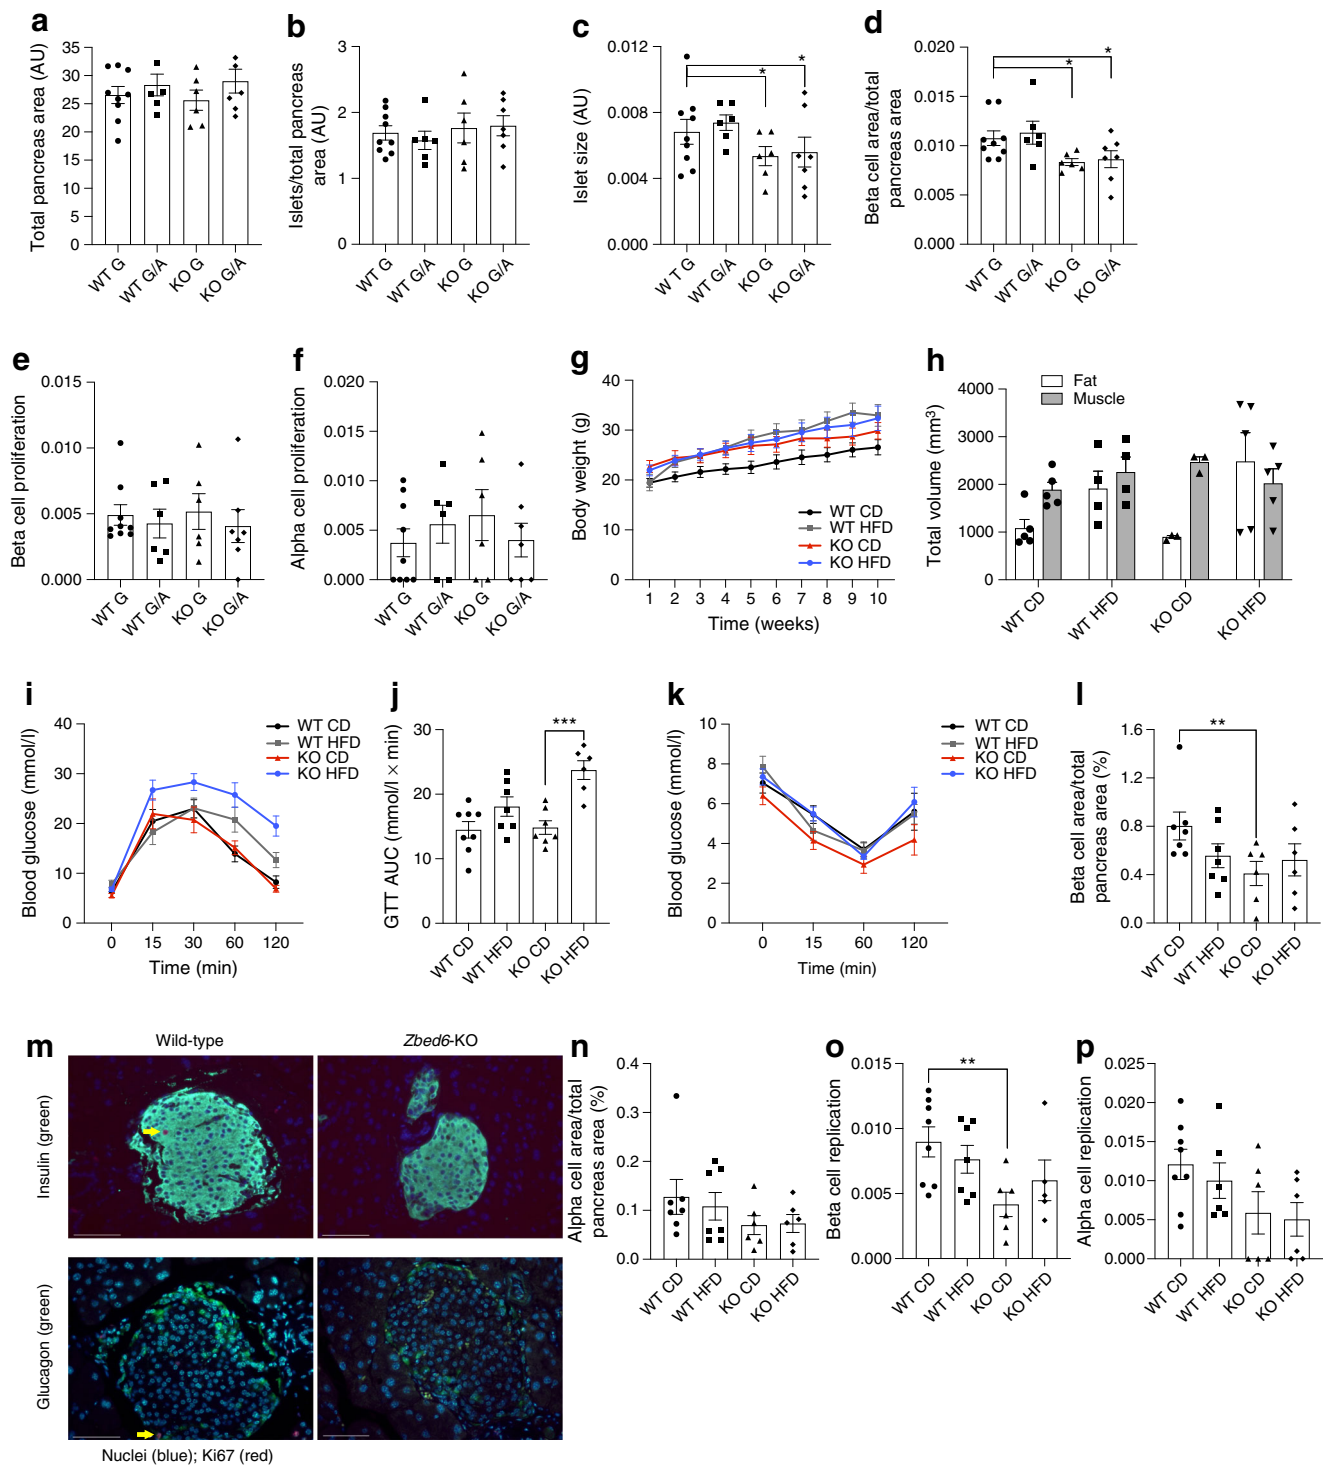 a
Total pancreas area (AU)
35
30
25
20
15
10
5
0
WT G
WT G/A
KO G
KO G/A
b
Islets/total pancreas
area (AU)
3
2
1
0
WT G
WT G/A
KO G
KO G/A
c
Islet size (AU)
0.012
0.008
0.004
0.000
*
*
WT G
WT G/A
KO G
KO G/A
d
Beta cell area/total
pancreas area
0.020
0.015
0.010
0.005
0.000
*
*
WT G
WT G/A
KO G
KO G/A
e
Beta cell proliferation
0.015
0.010
0.005
0.000
WT G
WT G/A
KO G
KO G/A
f
Alpha cell proliferation
0.020
0.015
0.010
0.005
0.000
WT G
WT G/A
KO G
KO G/A
g
Body weight (g)
40
30
20
10
0
WT CD
WT HFD
KO CD
KO HFD
1 2 3 4 5 6 7 8 9 10
Time (weeks)
h
Total volume (mm³)
4000
3000
2000
1000
0
Fat
Muscle
WT CD
WT HFD
KO CD
KO HFD
i
Blood glucose (mmol/l)
40
30
20
10
0
WT CD
WT HFD
KO CD
KO HFD
0 15 30 60 120
Time (min)
j
GTT AUC (mmol/l × min)
30
20
10
0
***
WT CD
WT HFD
KO CD
KO HFD
k
Blood glucose (mmol/l)
10
8
6
4
2
0
WT CD
WT HFD
KO CD
KO HFD
0 15 60 120
Time (min)
l
Beta cell area/total
pancreas area (%)
1.6
1.2
0.8
0.4
0.0
**
WT CD
WT HFD
KO CD
KO HFD
m
Wild-type
Zbed6-KO
Insulin (green)
Glucagon (green)
Nuclei (blue); Ki67 (red)
n
Alpha cell area/total
pancreas area (%)
0.4
0.3
0.2
0.1
0.0
WT CD
WT HFD
KO CD
KO HFD
o
Beta cell replication
0.015
0.010
0.005
0.000
**
WT CD
WT HFD
KO CD
KO HFD
p
Alpha cell replication
0.025
0.020
0.015
0.010
0.005
0.000
WT CD
WT HFD
KO CD
KO HFD